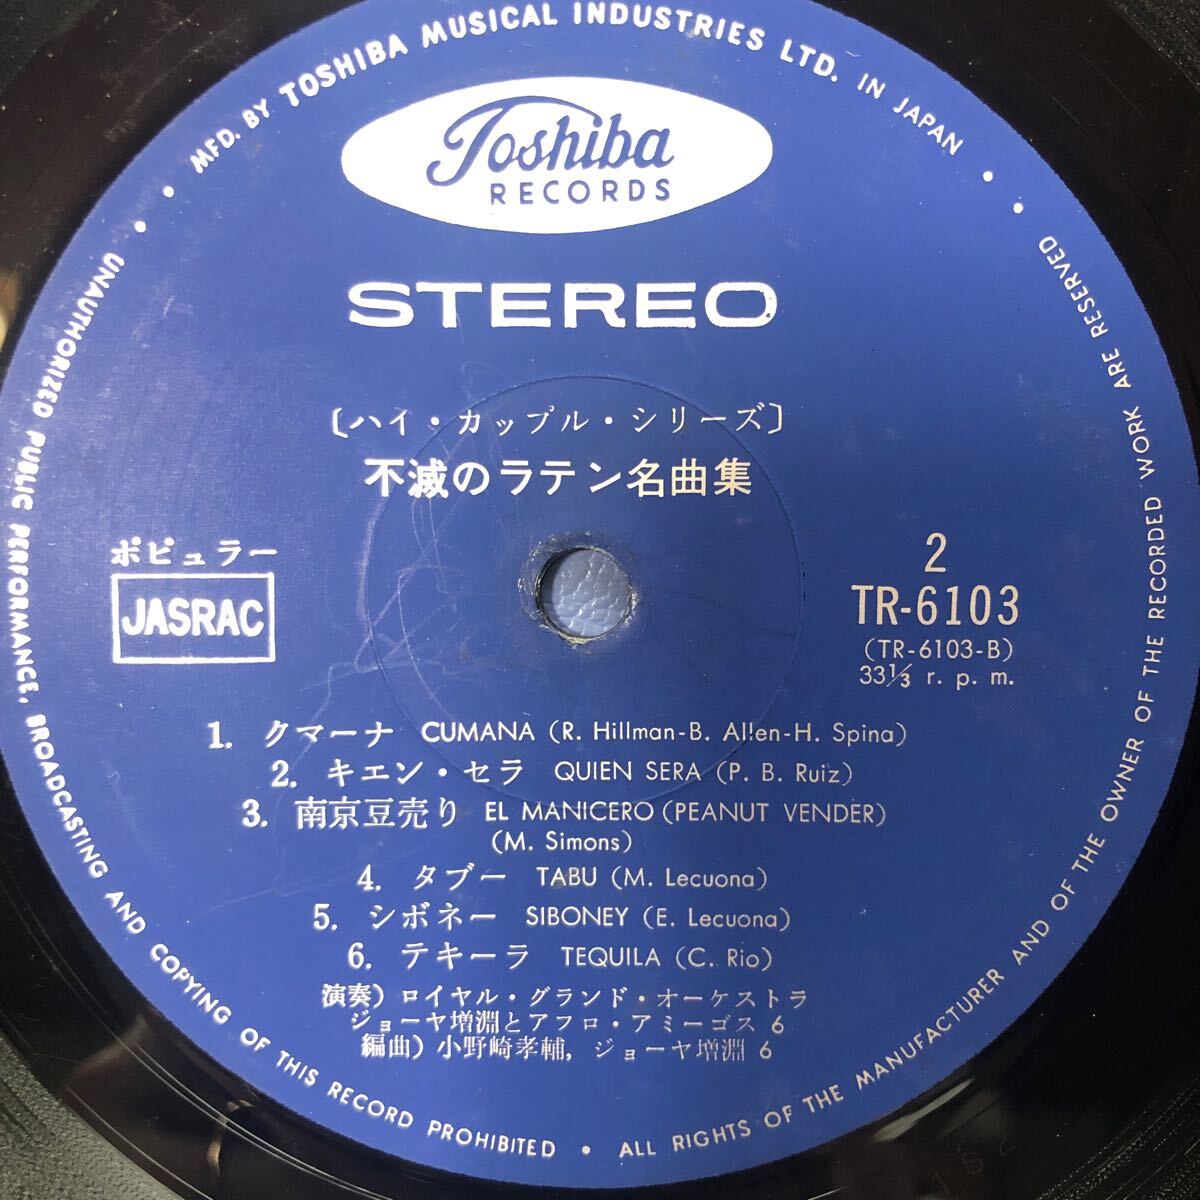 MFD. BY TOSHIBA MUSICAL INDUSTRIES LTD. IN JAPAN
Toshiba
RECORDS
STEREO
〔ハイ・カップル・シリーズ〕
不滅のラテン名曲集
ポピュラー
JASRAC
2
TR-6103
(TR-6103-B)
33⅓ r. p. m.
1. クマーナ CUMANA (R. Hillman-B. Allen-H. Spina)
2. キエン・セラ QUIEN SERA (P. B. Ruiz)
3. 南京豆売り EL MANICERO (PEANUT VENDER)
(M. Simons)
4. タブー TABU (M. Lecuona)
5. シボネー SIBONEY (E. Lecuona)
6. テキーラ TEQUILA (C. Rio)
演奏) ロイヤル・グランド・オーケストラ
ジョーヤ増淵とアフロ・アミーゴス 6
編曲) 小野崎孝輔, ジョーヤ増淵 6
UNAUTHORIZED PUBLIC PERFORMANCE, BROADCASTING AND COPYING OF THIS RECORD PROHIBITED • ALL RIGHTS OF THE MANUFACTURER AND OF THE OWNER OF THE RECORDED WORK ARE RESERVED